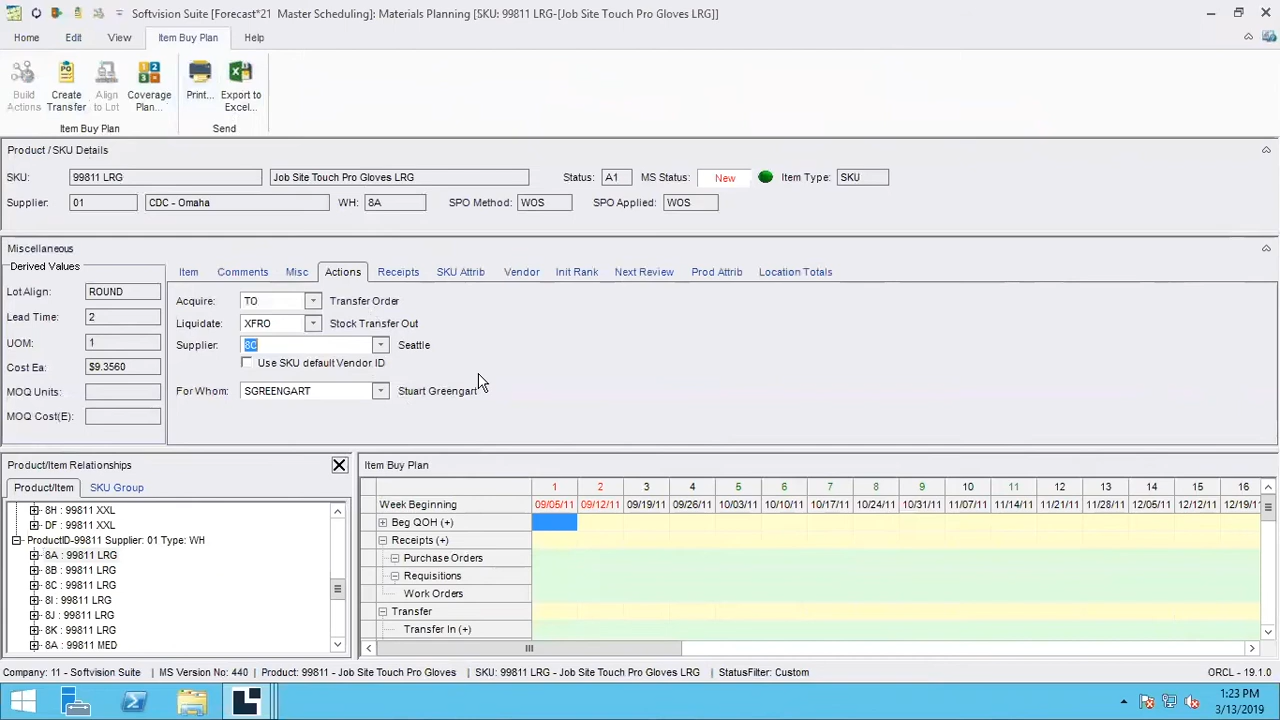 Softvision Suite [Forecast*21 Master Scheduling]: Materials Planning [SKU: 99811 LRG-[Job Site Touch Pro Gloves LRG]]
Home Edit View Item Buy Plan Help
Build Actions Create Transfer Align to Lot Coverage Plan... Print... Export to Excel...
Item Buy Plan Send
Product / SKU Details
SKU: 99811 LRG Job Site Touch Pro Gloves LRG Status: A1 MS Status: New Item Type: SKU
Supplier: 01 CDC - Omaha WH: 8A SPO Method: WOS SPO Applied: WOS
Miscellaneous
Derived Values
Lot Align: ROUND
Lead Time: 2
UOM: 1
Cost Ea: $9.3560
MOQ Units:
MOQ Cost(E):
Item Comments Misc Actions Receipts SKU Attrib Vendor Init Rank Next Review Prod Attrib Location Totals
Acquire: TO Transfer Order
Liquidate: XFRO Stock Transfer Out
Supplier: 8C Seattle
Use SKU default Vendor ID
For Whom: SGREENGART Stuart Greengart
Product/Item Relationships
Product/Item SKU Group
8H : 99811 XXL
DF : 99811 XXL
ProductID-99811 Supplier: 01 Type: WH
8A : 99811 LRG
8B : 99811 LRG
8C : 99811 LRG
8I : 99811 LRG
8J : 99811 LRG
8K : 99811 LRG
8A : 99811 MED
Item Buy Plan
1 2 3 4 5 6 7 8 9 10 11 12 13 14 15 16
Week Beginning 09/05/11 09/12/11 09/19/11 09/26/11 10/03/11 10/10/11 10/17/11 10/24/11 10/31/11 11/07/11 11/14/11 11/21/11 11/28/11 12/05/11 12/12/11 12/19/1
Beg QOH (+)
Receipts (+)
Purchase Orders
Requisitions
Work Orders
Transfer
Transfer In (+)
Company: 11 - Softvision Suite | MS Version No: 440 | Product: 99811 - Job Site Touch Pro Gloves | SKU: 99811 LRG - Job Site Touch Pro Gloves LRG | StatusFilter: Custom ORCL - 19.1.0
1:23 PM
3/13/2019